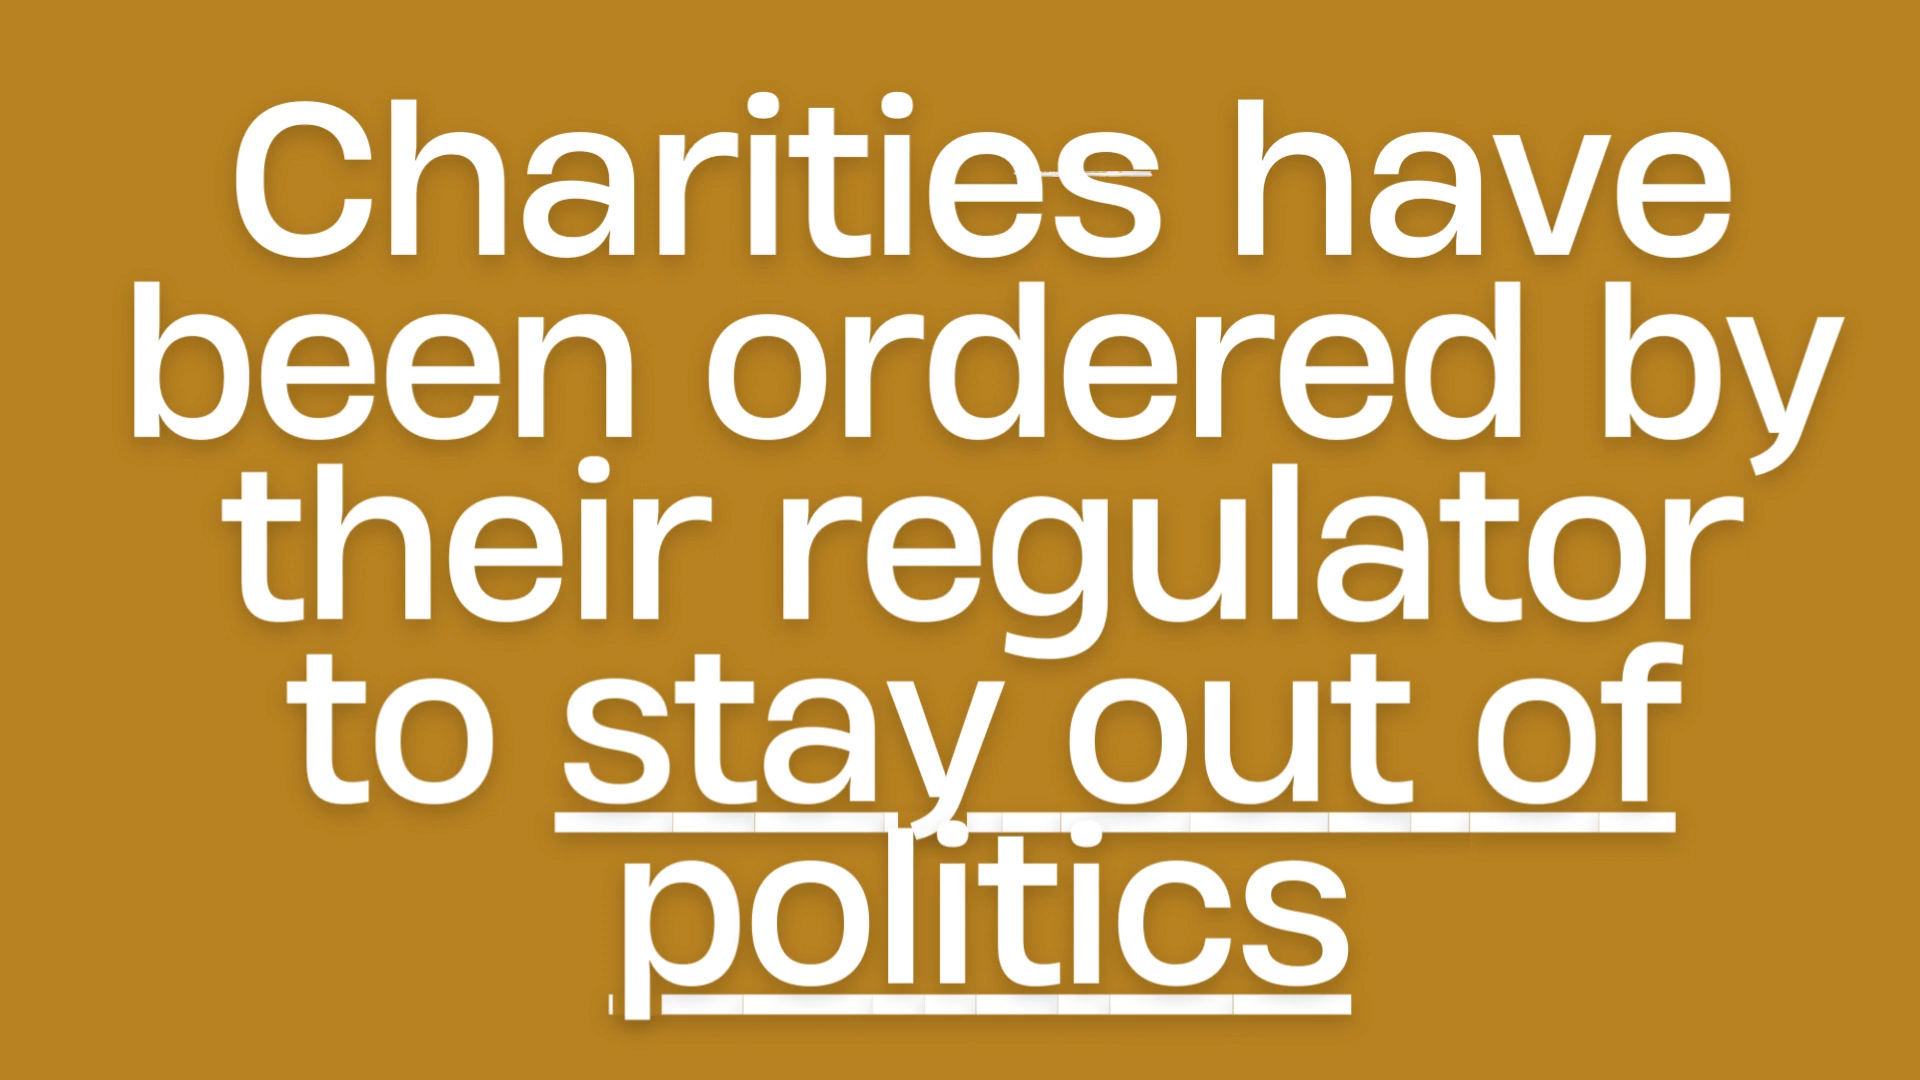 Charities have
been ordered by
their regulator
to stay out of
politics